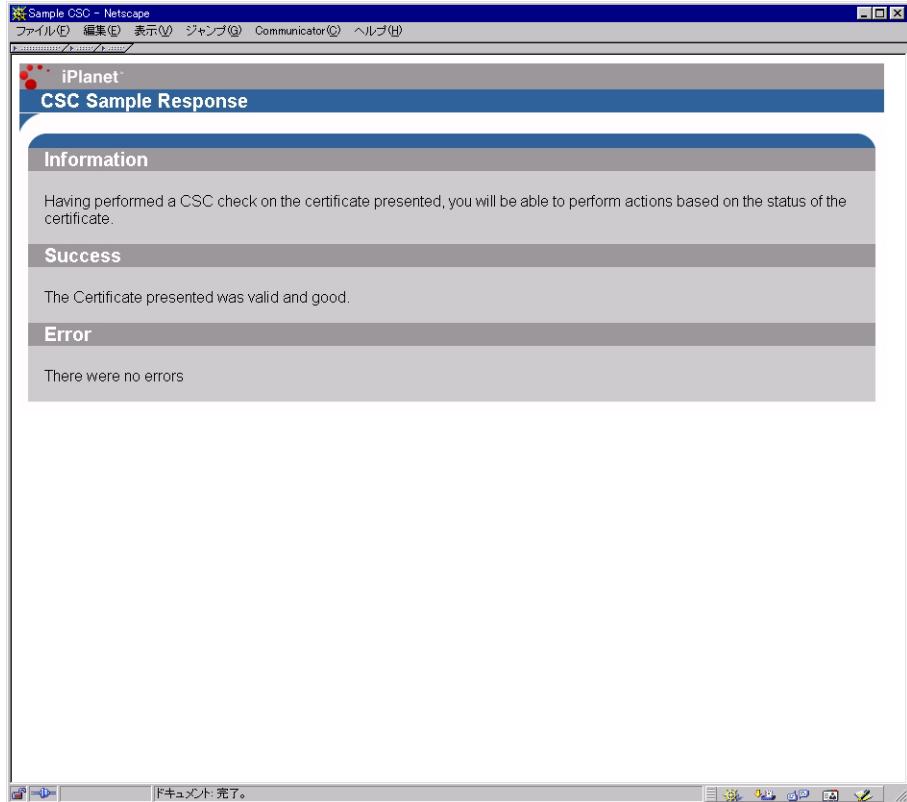 Sample CSC - Netscape
ファイル(F) 編集(E) 表示(V) ジャンプ(G) Communicator(C) ヘルプ(H)
iPlanet
CSC Sample Response
Information
Having performed a CSC check on the certificate presented, you will be able to perform actions based on the status of the
certificate.
Success
The Certificate presented was valid and good.
Error
There were no errors
ドキュメント: 完了。